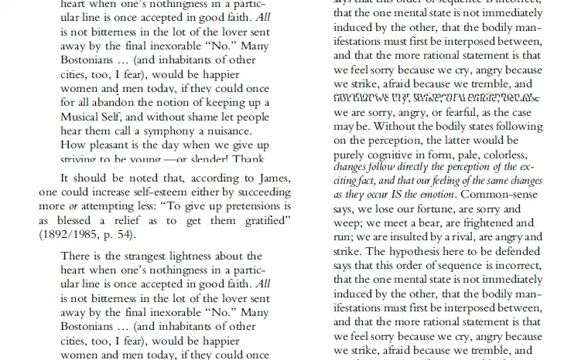 heart when one's nothingness in a partic-
ular line is once accepted in good faith. All
is not bitterness in the lot of the lover sent
away by the final inexorable “No.” Many
Bostonians … (and inhabitants of other
cities, too, I fear), would be happier
women and men today, if they could once
for all abandon the notion of keeping up a
Musical Self, and without shame let people
hear them call a symphony a nuisance.
How pleasant is the day when we give up
striving to be young—or slender! Thank
It should be noted that, according to James,
one could increase self-esteem either by succeeding
more or attempting less: “To give up pretensions is
as blessed a relief as to get them gratified”
(1892/1985, p. 54).
There is the strangest lightness about the
heart when one's nothingness in a partic-
ular line is once accepted in good faith. All
is not bitterness in the lot of the lover sent
away by the final inexorable “No.” Many
Bostonians … (and inhabitants of other
cities, too, I fear), would be happier
women and men today, if they could once
says that this order of sequence is incorrect,
that the one mental state is not immediately
induced by the other, that the bodily man-
ifestations must first be interposed between,
and that the more rational statement is that
we feel sorry because we cry, angry because
we strike, afraid because we tremble, and
we are sorry, angry, or fearful, as the case
may be. Without the bodily states following
on the perception, the latter would be
purely cognitive in form, pale, colorless,
changes follow directly the perception of the ex-
citing fact, and that our feeling of the same changes
as they occur IS the emotion. Common-sense
says, we lose our fortune, are sorry and
weep; we meet a bear, are frightened and
run; we are insulted by a rival, are angry and
strike. The hypothesis here to be defended
says that this order of sequence is incorrect,
that the one mental state is not immediately
induced by the other, that the bodily man-
ifestations must first be interposed between,
and that the more rational statement is that
we feel sorry because we cry, angry because
we strike, afraid because we tremble, and